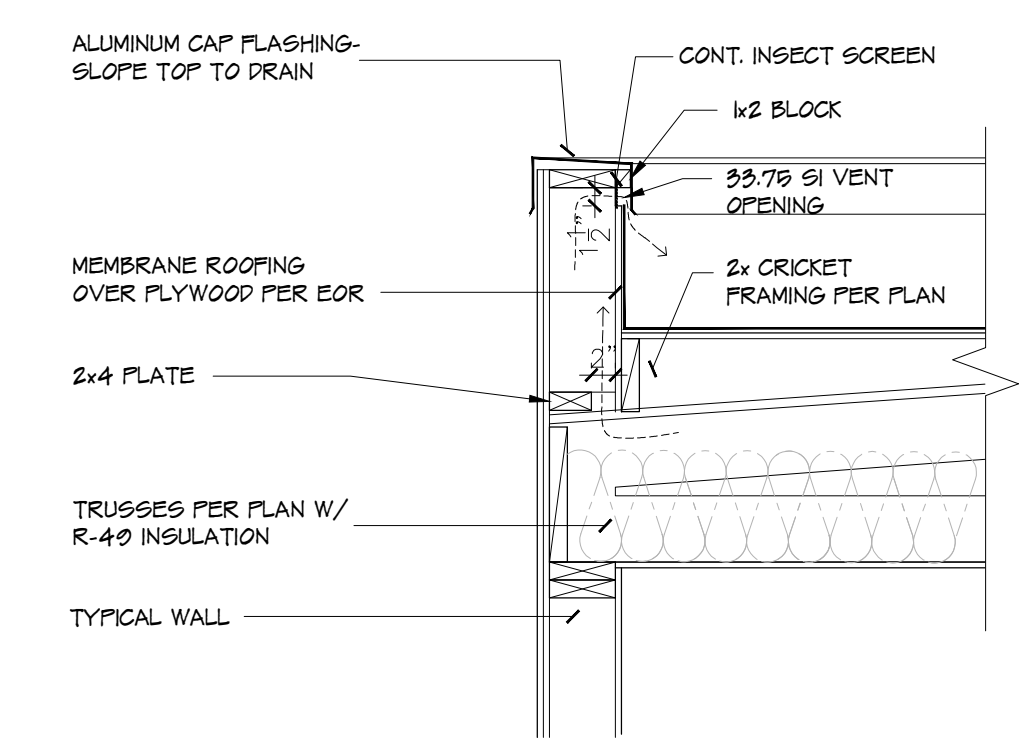 ALUMINUM CAP FLASHING-
SLOPE TOP TO DRAIN
CONT. INSECT SCREEN
1x2 BLOCK
33.75 SI VENT
OPENING
1 1/2"
MEMBRANE ROOFING
OVER PLYWOOD PER EOR
2x CRICKET
FRAMING PER PLAN
2"
2x4 PLATE
TRUSSES PER PLAN W/
R-49 INSULATION
TYPICAL WALL